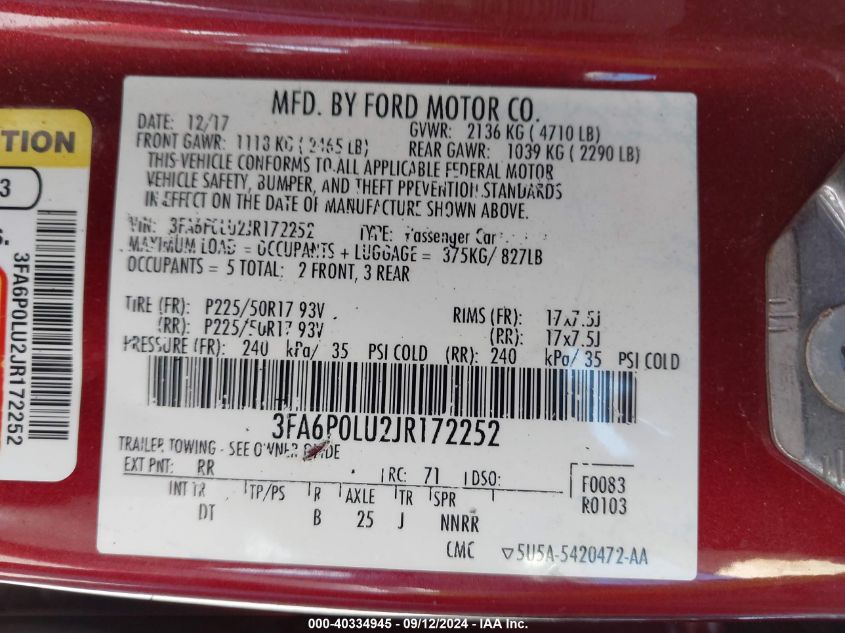 MFD. BY FORD MOTOR CO.
DATE: 12/17
GVWR: 2136 KG ( 4710 LB)
FRONT GAWR: 1118 KG ( 2465 LB)
REAR GAWR: 1039 KG ( 2290 LB)
THIS VEHICLE CONFORMS TO ALL APPLICABLE FEDERAL MOTOR
VEHICLE SAFETY, BUMPER, AND THEFT PREVENTION STANDARDS
IN EFFECT ON THE DATE OF MANUFACTURE SHOWN ABOVE.
VIN: 3FA6P0LU2JR172252 TYPE: Passenger Car
MAXIMUM LOAD = OCCUPANTS + LUGGAGE = 375KG/ 827LB
OCCUPANTS = 5 TOTAL: 2 FRONT, 3 REAR
TIRE (FR): P225/50R17 93V RIMS (FR): 17x7.5J
(RR): P225/50R17 93V (RR): 17x7.5J
PRESSURE (FR): 240 kPa/ 35 PSI COLD (RR): 240 kPa/ 35 PSI COLD
3FA6P0LU2JR172252
TRAILER TOWING - SEE OWNER GUIDE
EXT PNT: RR RC: 71 DSO: F0083
INT TR TP/PS R AXLE TR SPR R0103
DT B 25 J NNRR
CMC 5U5A-5420472-AA
TION
3
3FA6P0LU2JR172252
000-40334945 - 09/12/2024 - IAA Inc.